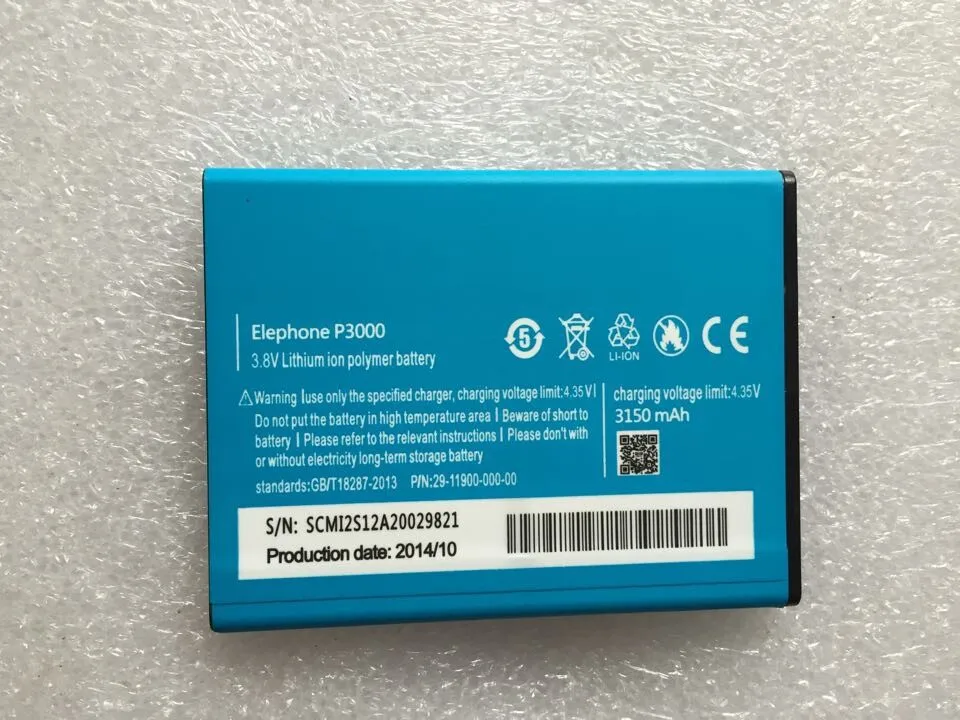 Elephone P3000
3.8V Lithium ion polymer battery
5
LI-ION
CE
Warning | use only the specified charger, charging voltage limit:4.35V |
Do not put the battery in high temperature area | Beware of short to
battery | Please refer to the relevant instructions | Please don't with
or without electricity long-term storage battery
standards:GB/T18287-2013 P/N:29-11900-000-00
charging voltage limit:4.35V
3150 mAh
S/N: SCMI2S12A20029821
Production date: 2014/10